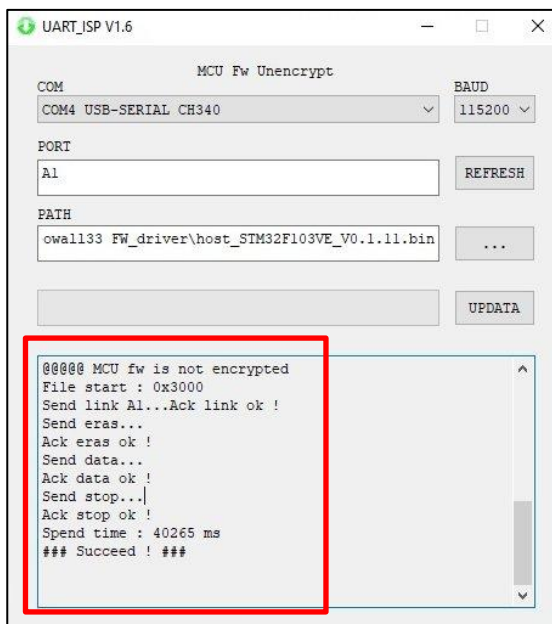 UART_ISP V1.6
MCU Fw Unencrypt
COM
BAUD
COM4 USB-SERIAL CH340
115200
PORT
A1
REFRESH
PATH
owall33 FW_driver\host_STM32F103VE_V0.1.11.bin
...
UPDATA
@@@@@ MCU fw is not encrypted
File start : 0x3000
Send link A1...Ack link ok !
Send eras...
Ack eras ok !
Send data...
Ack data ok !
Send stop...
Ack stop ok !
Spend time : 40265 ms
### Succeed ! ###